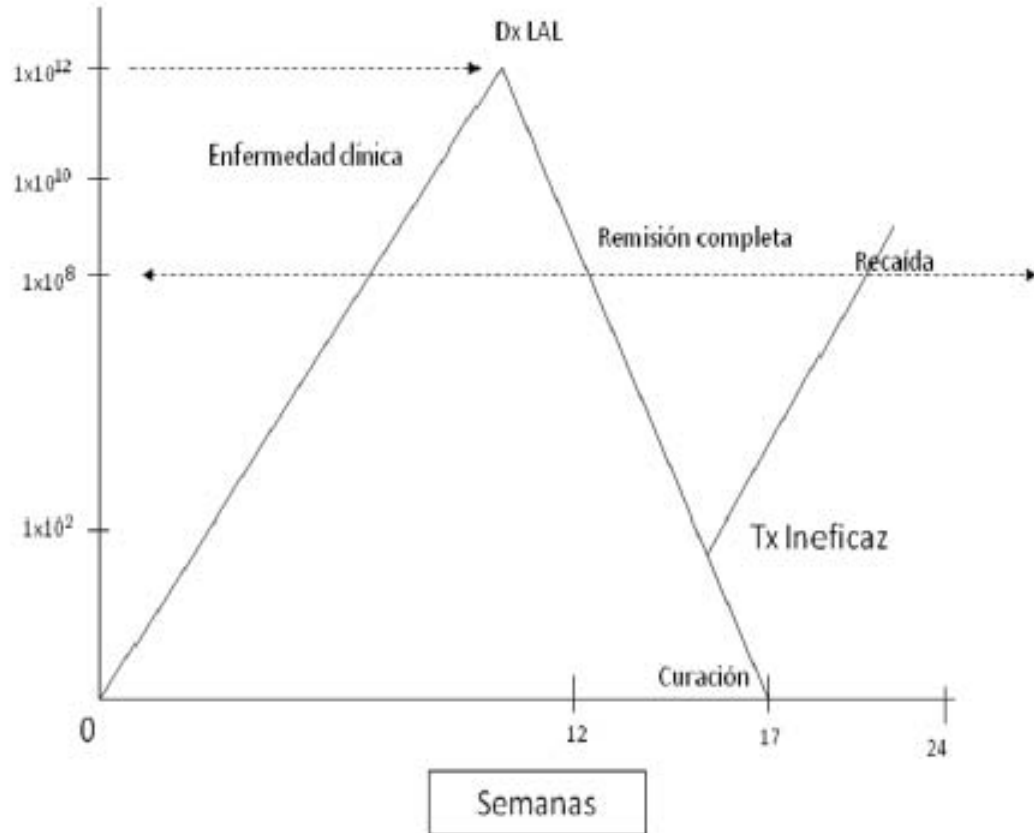 Dx LAL
1x10¹²
Enfermedad clínica
1x10¹⁰
Remisión completa
1x10⁸
Recaída
1x10²
Tx Ineficaz
Curación
0
12
17
24
Semanas